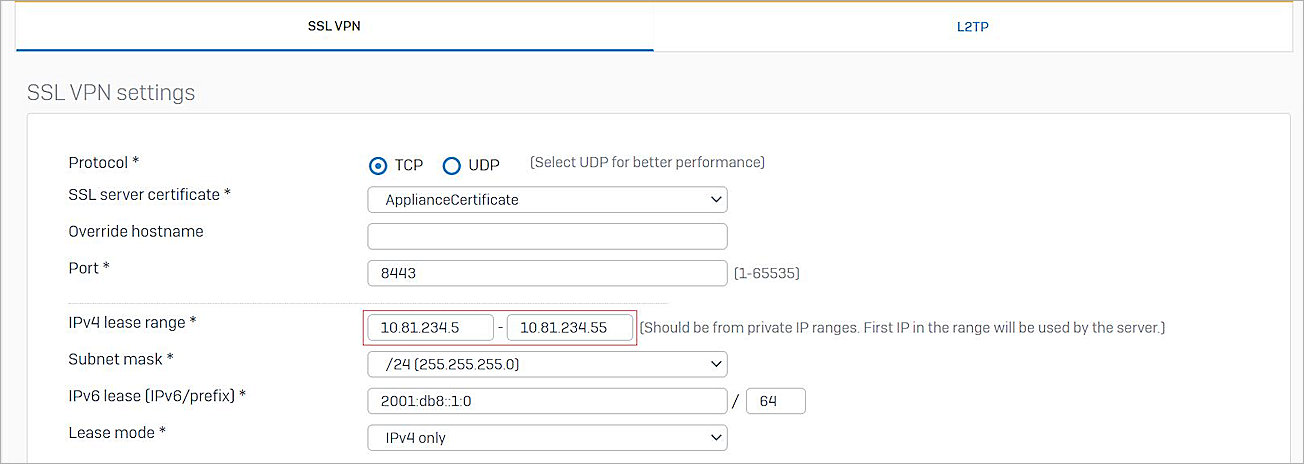 SSL VPN L2TP
SSL VPN settings
Protocol * TCP UDP (Select UDP for better performance)
SSL server certificate * ApplianceCertificate
Override hostname
Port * 8443 (1-65535)
IPv4 lease range * 10.81.234.5 - 10.81.234.55 (Should be from private IP ranges. First IP in the range will be used by the server.)
Subnet mask * /24 (255.255.255.0)
IPv6 lease (IPv6/prefix) * 2001:db8::1:0 / 64
Lease mode * IPv4 only